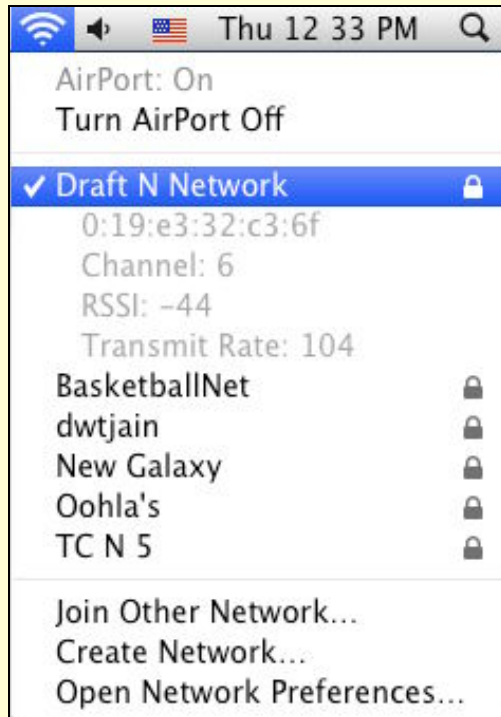 Thu 12 33 PM
AirPort: On
Turn AirPort Off
Draft N Network
0:19:e3:32:c3:6f
Channel: 6
RSSI: -44
Transmit Rate: 104
BasketballNet
dwtjain
New Galaxy
Oohla's
TC N 5
Join Other Network...
Create Network...
Open Network Preferences...